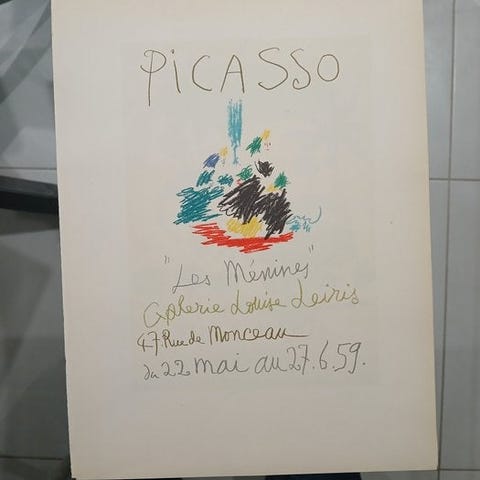 PICASSO
"Les Ménines"
Galerie Louise Leiris
47. Rue de Monceau
du 22 mai au 27.6.59.